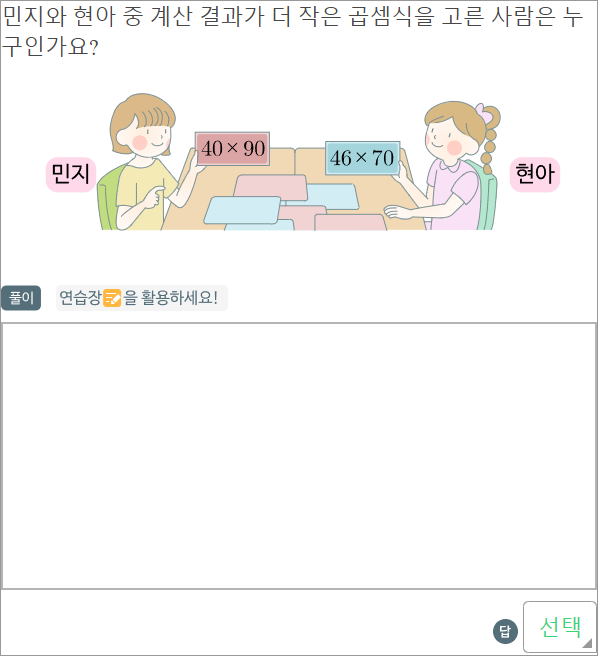 민지와 현아 중 계산 결과가 더 작은 곱셈식을 고른 사람은 누
구인가요?
40×90
46×70
민지
현아
풀이 연습장을 활용하세요!
답 선택